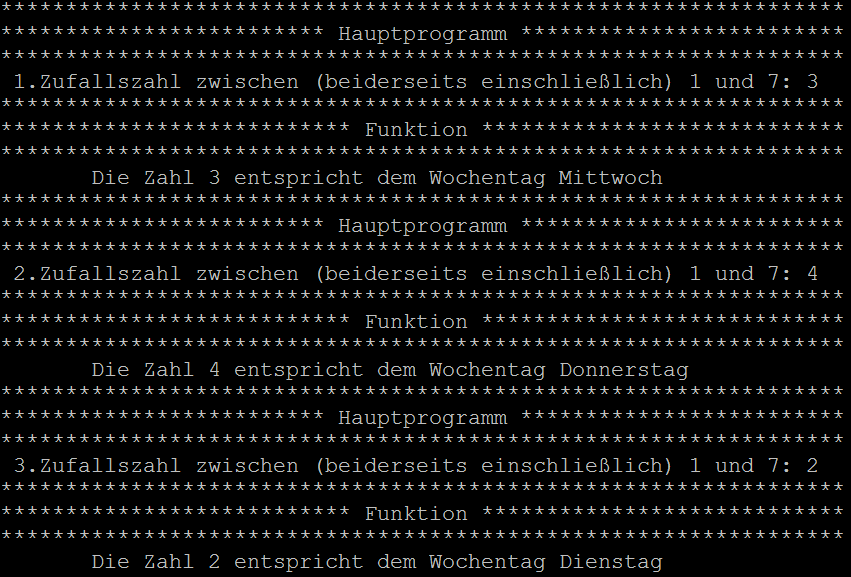 *****************************************************************
************************* Hauptprogramm *************************
*****************************************************************
1.Zufallszahl zwischen (beiderseits einschließlich) 1 und 7: 3
*****************************************************************
*************************** Funktion ****************************
*****************************************************************
Die Zahl 3 entspricht dem Wochentag Mittwoch
*****************************************************************
************************* Hauptprogramm *************************
*****************************************************************
2.Zufallszahl zwischen (beiderseits einschließlich) 1 und 7: 4
*****************************************************************
*************************** Funktion ****************************
*****************************************************************
Die Zahl 4 entspricht dem Wochentag Donnerstag
*****************************************************************
************************* Hauptprogramm *************************
*****************************************************************
3.Zufallszahl zwischen (beiderseits einschließlich) 1 und 7: 2
*****************************************************************
*************************** Funktion ****************************
*****************************************************************
Die Zahl 2 entspricht dem Wochentag Dienstag